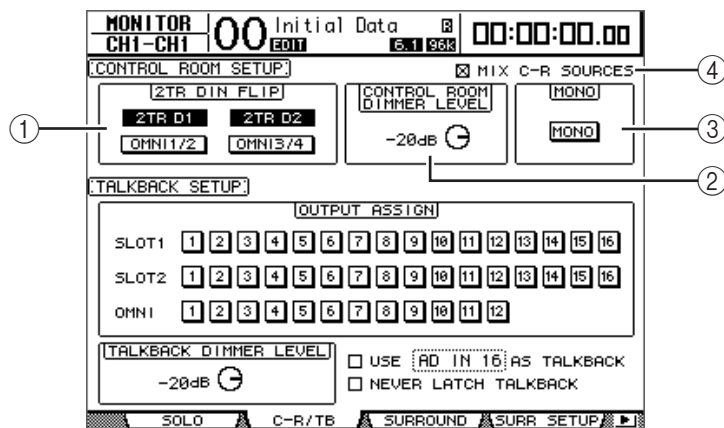 MONITOR
CH1-CH1
00
Initial Data
EDIT
6.1
96k
00:00:00.00
CONTROL ROOM SETUP
MIX C-R SOURCES
④
2TR DIN FLIP
CONTROL ROOM
DIMMER LEVEL
MONO
①
2TR D1
2TR D2
OMNI1/2
OMNI3/4
-20dB
MONO
③
②
TALKBACK SETUP
OUTPUT ASSIGN
SLOT1 1 2 3 4 5 6 7 8 9 10 11 12 13 14 15 16
SLOT2 1 2 3 4 5 6 7 8 9 10 11 12 13 14 15 16
OMNI 1 2 3 4 5 6 7 8 9 10 11 12
TALKBACK DIMMER LEVEL
-20dB
USE AD IN 16 AS TALKBACK
NEVER LATCH TALKBACK
SOLO
C-R/TB
SURROUND
SURR SETUP